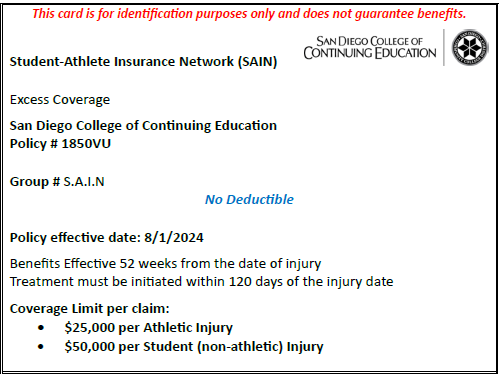 This card is for identification purposes only and does not guarantee benefits.
SAN DIEGO COLLEGE OF
CONTINUING EDUCATION
Student-Athlete Insurance Network (SAIN)
Excess Coverage
San Diego College of Continuing Education
Policy # 1850VU
Group # S.A.I.N
No Deductible
Policy effective date: 8/1/2024
Benefits Effective 52 weeks from the date of injury
Treatment must be initiated within 120 days of the injury date
Coverage Limit per claim:
• $25,000 per Athletic Injury
• $50,000 per Student (non-athletic) Injury